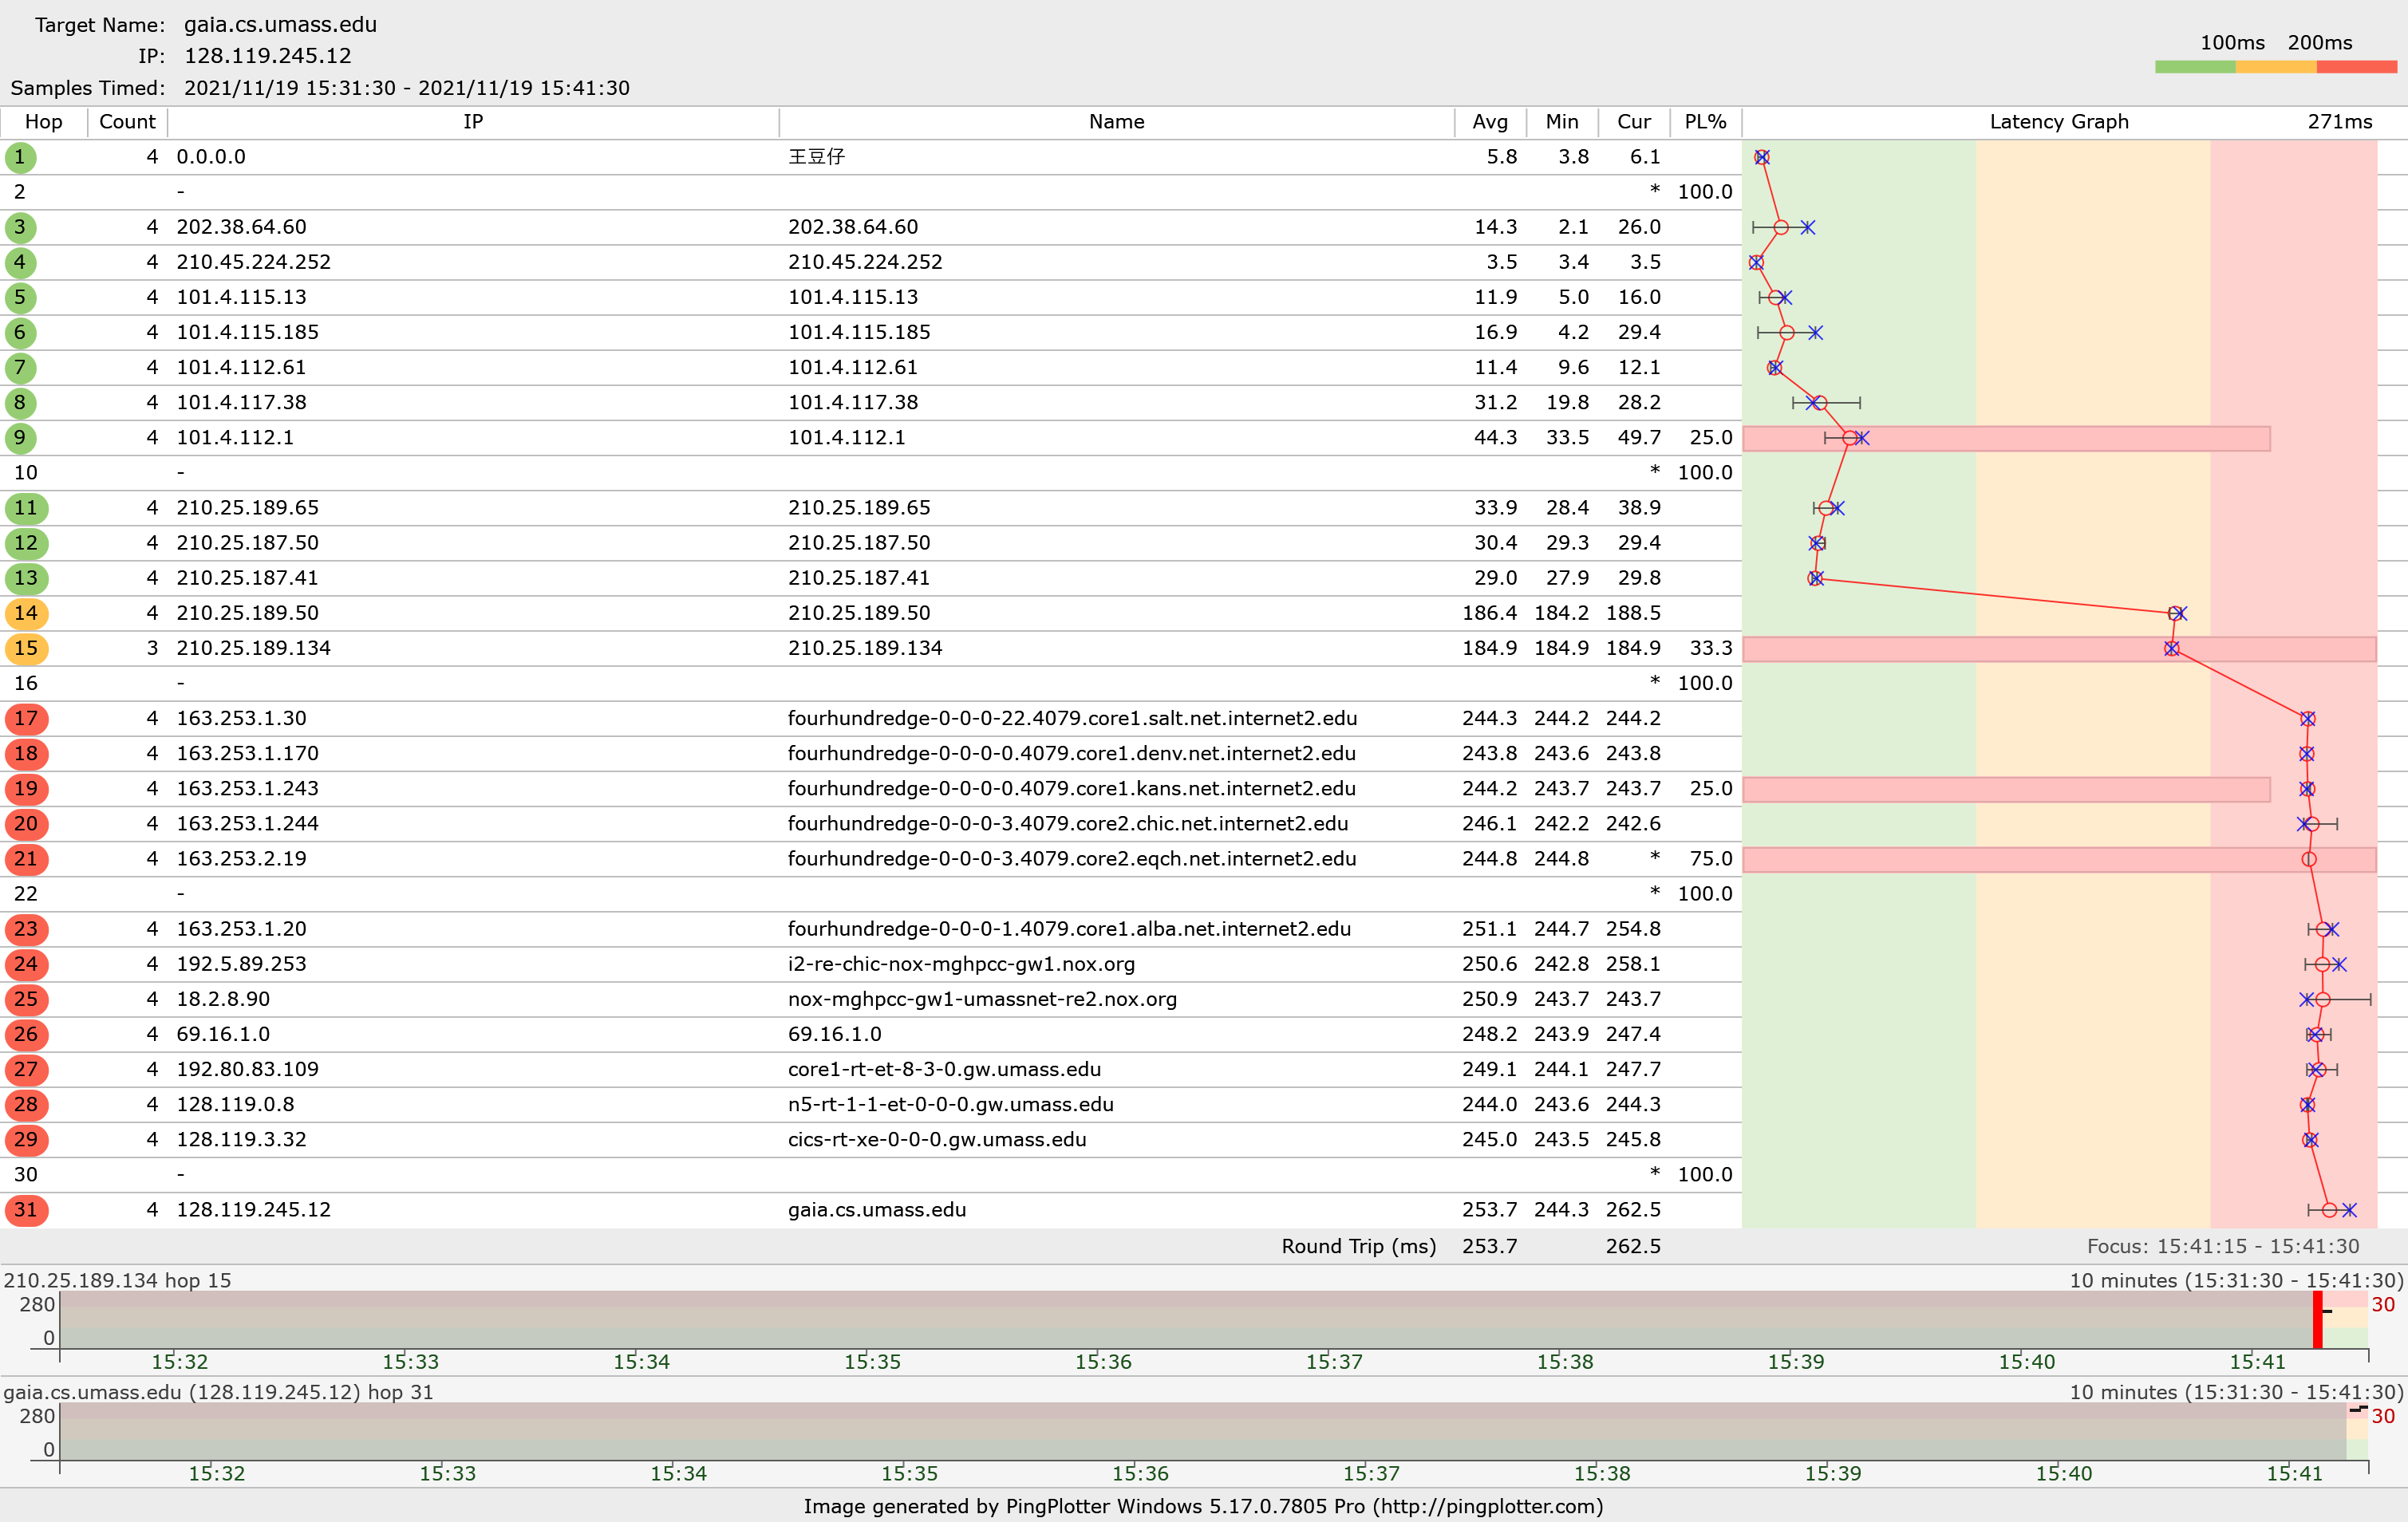 Target Name: gaia.cs.umass.edu
IP: 128.119.245.12
Samples Timed: 2021/11/19 15:31:30 - 2021/11/19 15:41:30
100ms 200ms
Hop Count IP Name Avg Min Cur PL% Latency Graph 271ms
1 4 0.0.0.0 王豆仔 5.8 3.8 6.1
2 - * 100.0
3 4 202.38.64.60 202.38.64.60 14.3 2.1 26.0
4 4 210.45.224.252 210.45.224.252 3.5 3.4 3.5
5 4 101.4.115.13 101.4.115.13 11.9 5.0 16.0
6 4 101.4.115.185 101.4.115.185 16.9 4.2 29.4
7 4 101.4.112.61 101.4.112.61 11.4 9.6 12.1
8 4 101.4.117.38 101.4.117.38 31.2 19.8 28.2
9 4 101.4.112.1 101.4.112.1 44.3 33.5 49.7 25.0
10 - * 100.0
11 4 210.25.189.65 210.25.189.65 33.9 28.4 38.9
12 4 210.25.187.50 210.25.187.50 30.4 29.3 29.4
13 4 210.25.187.41 210.25.187.41 29.0 27.9 29.8
14 4 210.25.189.50 210.25.189.50 186.4 184.2 188.5
15 3 210.25.189.134 210.25.189.134 184.9 184.9 184.9 33.3
16 - * 100.0
17 4 163.253.1.30 fourhundredge-0-0-0-22.4079.core1.salt.net.internet2.edu 244.3 244.2 244.2
18 4 163.253.1.170 fourhundredge-0-0-0-0.4079.core1.denv.net.internet2.edu 243.8 243.6 243.8
19 4 163.253.1.243 fourhundredge-0-0-0-0.4079.core1.kans.net.internet2.edu 244.2 243.7 243.7 25.0
20 4 163.253.1.244 fourhundredge-0-0-0-3.4079.core2.chic.net.internet2.edu 246.1 242.2 242.6
21 4 163.253.2.19 fourhundredge-0-0-0-3.4079.core2.eqch.net.internet2.edu 244.8 244.8 * 75.0
22 - * 100.0
23 4 163.253.1.20 fourhundredge-0-0-0-1.4079.core1.alba.net.internet2.edu 251.1 244.7 254.8
24 4 192.5.89.253 i2-re-chic-nox-mghpcc-gw1.nox.org 250.6 242.8 258.1
25 4 18.2.8.90 nox-mghpcc-gw1-umassnet-re2.nox.org 250.9 243.7 243.7
26 4 69.16.1.0 69.16.1.0 248.2 243.9 247.4
27 4 192.80.83.109 core1-rt-et-8-3-0.gw.umass.edu 249.1 244.1 247.7
28 4 128.119.0.8 n5-rt-1-1-et-0-0-0.gw.umass.edu 244.0 243.6 244.3
29 4 128.119.3.32 cics-rt-xe-0-0-0.gw.umass.edu 245.0 243.5 245.8
30 - * 100.0
31 4 128.119.245.12 gaia.cs.umass.edu 253.7 244.3 262.5
Round Trip (ms) 253.7 262.5 Focus: 15:41:15 - 15:41:30
210.25.189.134 hop 15 10 minutes (15:31:30 - 15:41:30)
280 30
0
15:32 15:33 15:34 15:35 15:36 15:37 15:38 15:39 15:40 15:41
gaia.cs.umass.edu (128.119.245.12) hop 31 10 minutes (15:31:30 - 15:41:30)
280 30
0
15:32 15:33 15:34 15:35 15:36 15:37 15:38 15:39 15:40 15:41
Image generated by PingPlotter Windows 5.17.0.7805 Pro (http://pingplotter.com)